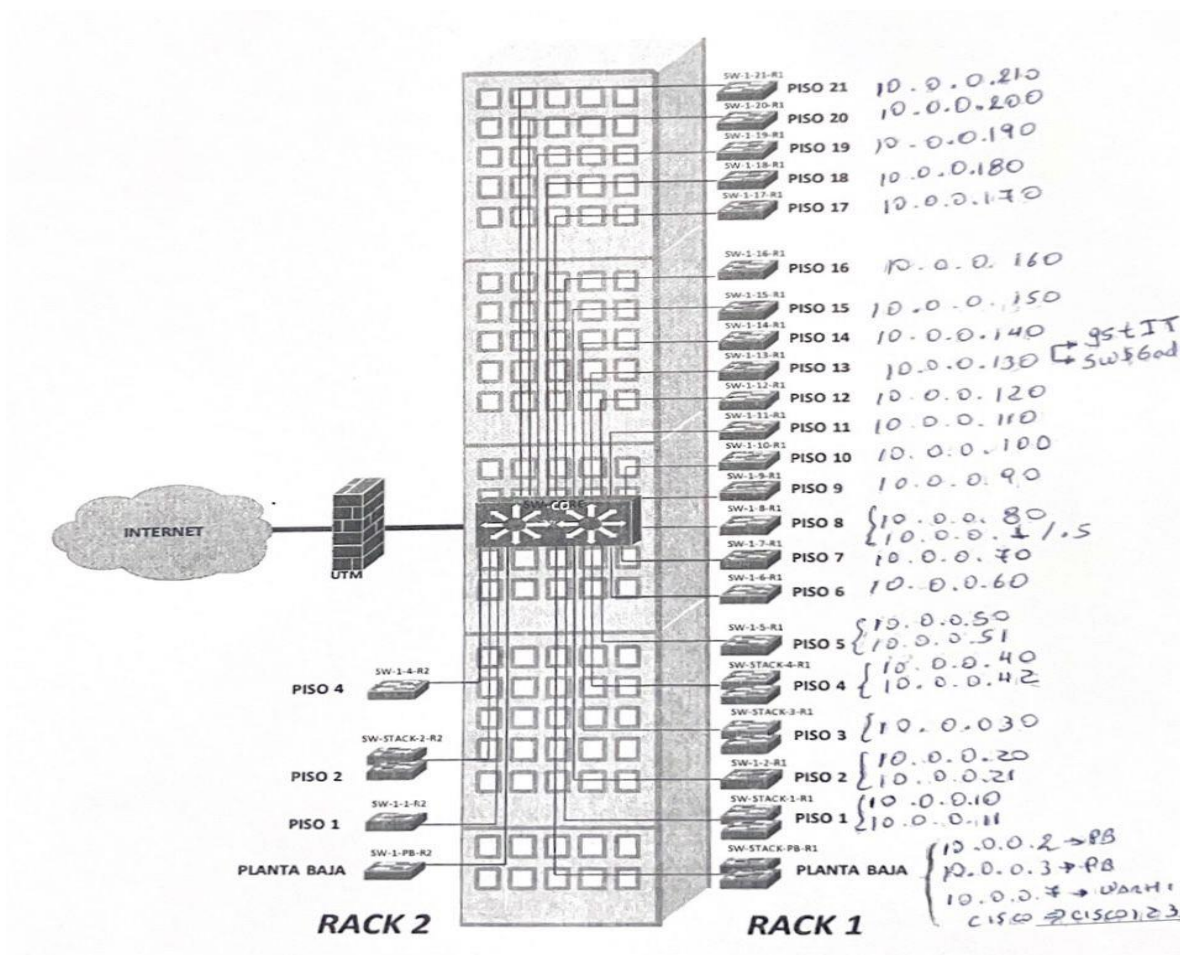 SW-1-21-R1
PISO 21 10.0.0.210
SW-1-20-R1
PISO 20 10.0.0.200
SW-1-19-R1
PISO 19 10.0.0.190
SW-1-18-R1
PISO 18 10.0.0.180
SW-1-17-R1
PISO 17 10.0.0.170
SW-1-16-R1
PISO 16 10.0.0.160
SW-1-15-R1
PISO 15 10.0.0.150
SW-1-14-R1
PISO 14 10.0.0.140
SW-1-13-R1
PISO 13 10.0.0.130 → gstIT
→ SW$Gad
SW-1-12-R1
PISO 12 10.0.0.120
SW-1-11-R1
PISO 11 10.0.0.110
SW-1-10-R1
PISO 10 10.0.0.100
SW-1-9-R1
PISO 9 10.0.0.90
SW-1-8-R1
PISO 8 10.0.0.80
10.0.0.1/.5
SW-1-7-R1
PISO 7 10.0.0.70
SW-1-6-R1
PISO 6 10.0.0.60
INTERNET
UTM
SW-1-5-R1
PISO 5 10.0.0.50
10.0.0.51
SW-STACK-4-R1
PISO 4 10.0.0.40
10.0.0.42
SW-STACK-3-R1
PISO 3 10.0.030
SW-1-2-R1
PISO 2 10.0.0.20
10.0.0.21
SW-STACK-1-R1
PISO 1 10.0.0.10
10.0.0.11
SW-STACK-PB-R1
PLANTA BAJA 10.0.0.2 → PB
10.0.0.3 → PB
10.0.0.7 →
CISCO → CISCO123
RACK 1
SW-1-4-R2
PISO 4
SW-STACK-2-R2
PISO 2
SW-1-1-R2
PISO 1
SW-1-PB-R2
PLANTA BAJA
RACK 2